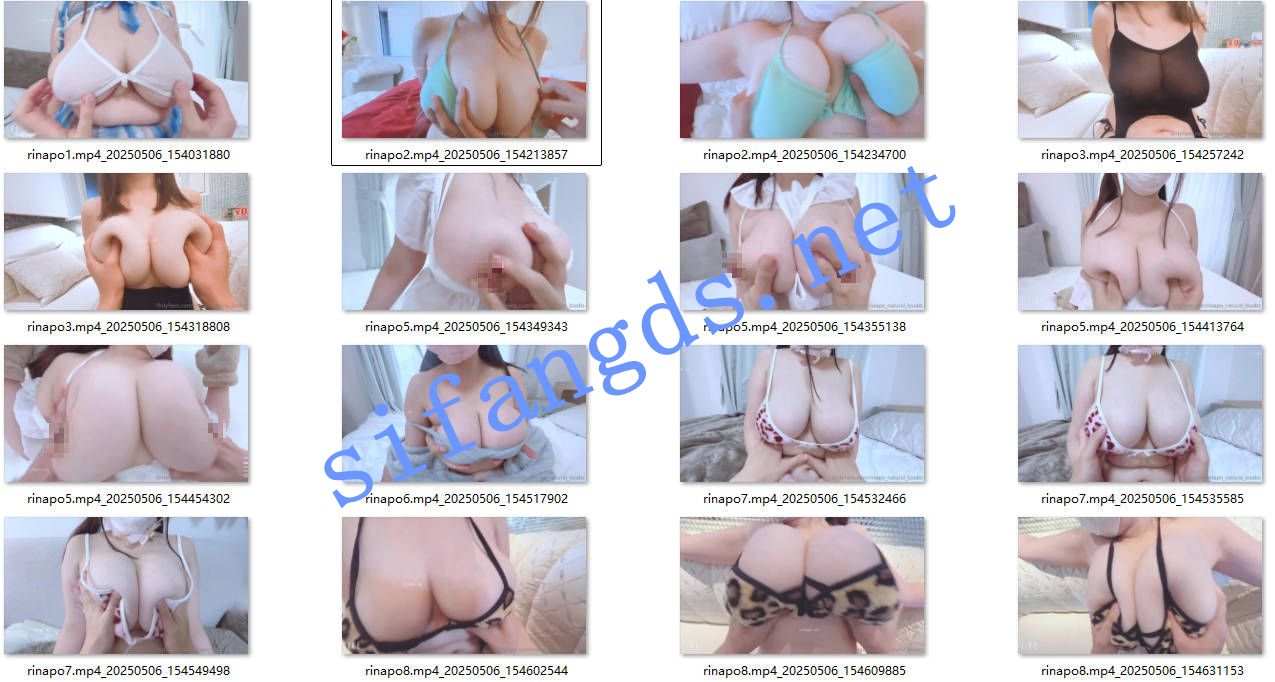 rinapo1.mp4_20250506_154031880
rinapo2.mp4_20250506_154213857
rinapo2.mp4_20250506_154234700
rinapo3.mp4_20250506_154257242
rinapo3.mp4_20250506_154318808
rinapo5.mp4_20250506_154349343
rinapo5.mp4_20250506_154355138
rinapo5.mp4_20250506_154413764
rinapo5.mp4_20250506_154454302
rinapo6.mp4_20250506_154517902
rinapo7.mp4_20250506_154532466
rinapo7.mp4_20250506_154535585
rinapo7.mp4_20250506_154549498
rinapo8.mp4_20250506_154602544
rinapo8.mp4_20250506_154609885
rinapo8.mp4_20250506_154631153
sifangds.net